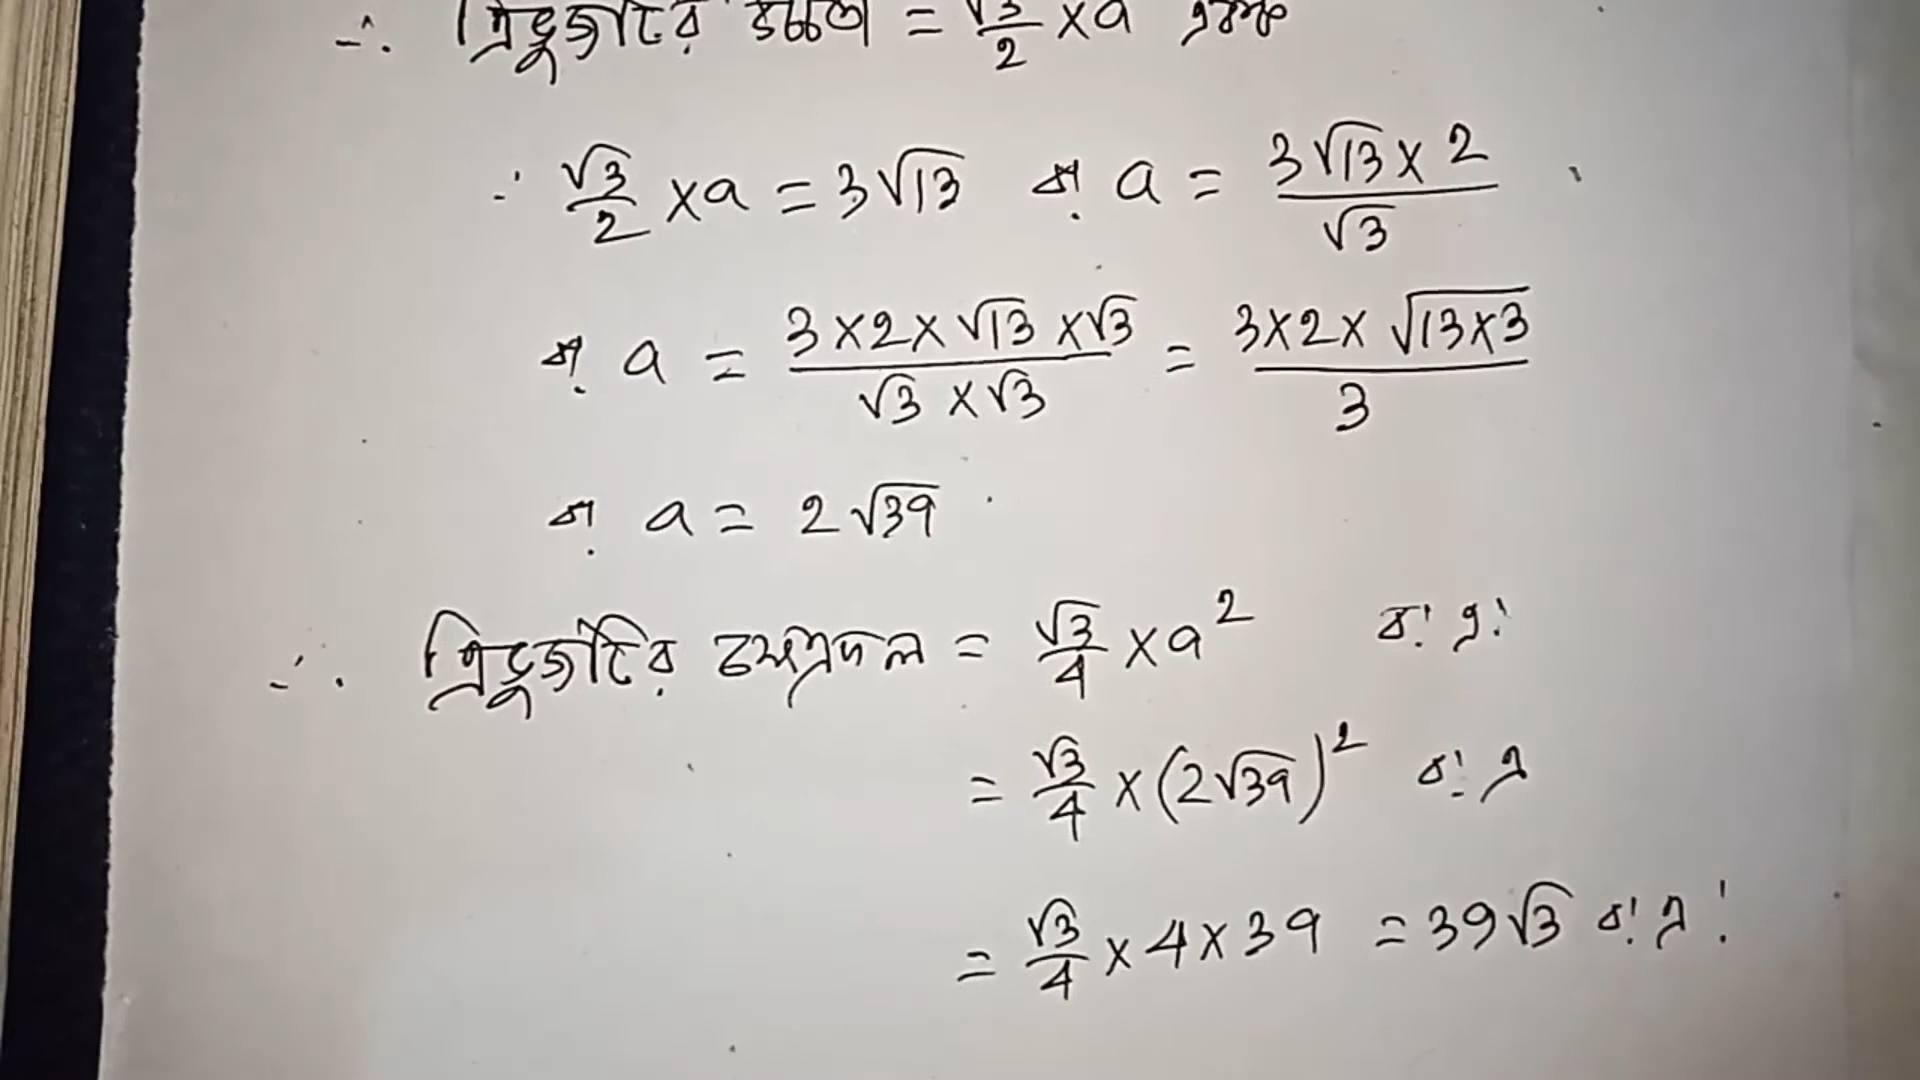 ∴ ত্রিভুজটির উচ্চতা = √3/2 × a একক
∴ √3/2 × a = 3√13 বা, a = 3√13 × 2 / √3
বা, a = 3×2×√13×√3 / √3×√3 = 3×2×√13×3 / 3
বা, a = 2√39
∴ ত্রিভুজটির ক্ষেত্রফল = √3/4 × a² ব: এ:
= √3/4 × (2√39)² ব: এ
= √3/4 × 4 × 39 = 39√3 ব: এ: